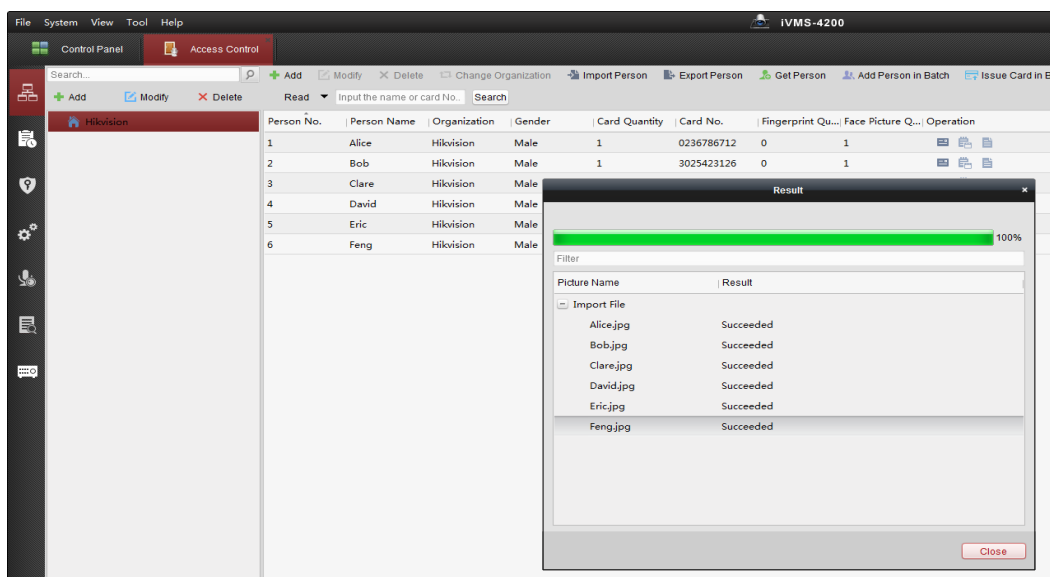 File System View Tool Help iVMS-4200
Control Panel Access Control
Search... Add Modify Delete Change Organization Import Person Export Person Get Person Add Person in Batch Issue Card in B
Add Modify Delete Read Input the name or card No.. Search
Hikvision Person No. Person Name Organization Gender Card Quantity Card No. Fingerprint Qu... Face Picture Q... Operation
1 Alice Hikvision Male 1 0236786712 0 1
2 Bob Hikvision Male 1 3025423126 0 1
3 Clare Hikvision Male
4 David Hikvision Male
5 Eric Hikvision Male
6 Feng Hikvision Male
Result
100%
Filter
Picture Name Result
Import File
Alice.jpg Succeeded
Bob.jpg Succeeded
Clare.jpg Succeeded
David.jpg Succeeded
Eric.jpg Succeeded
Feng.jpg Succeeded
Close